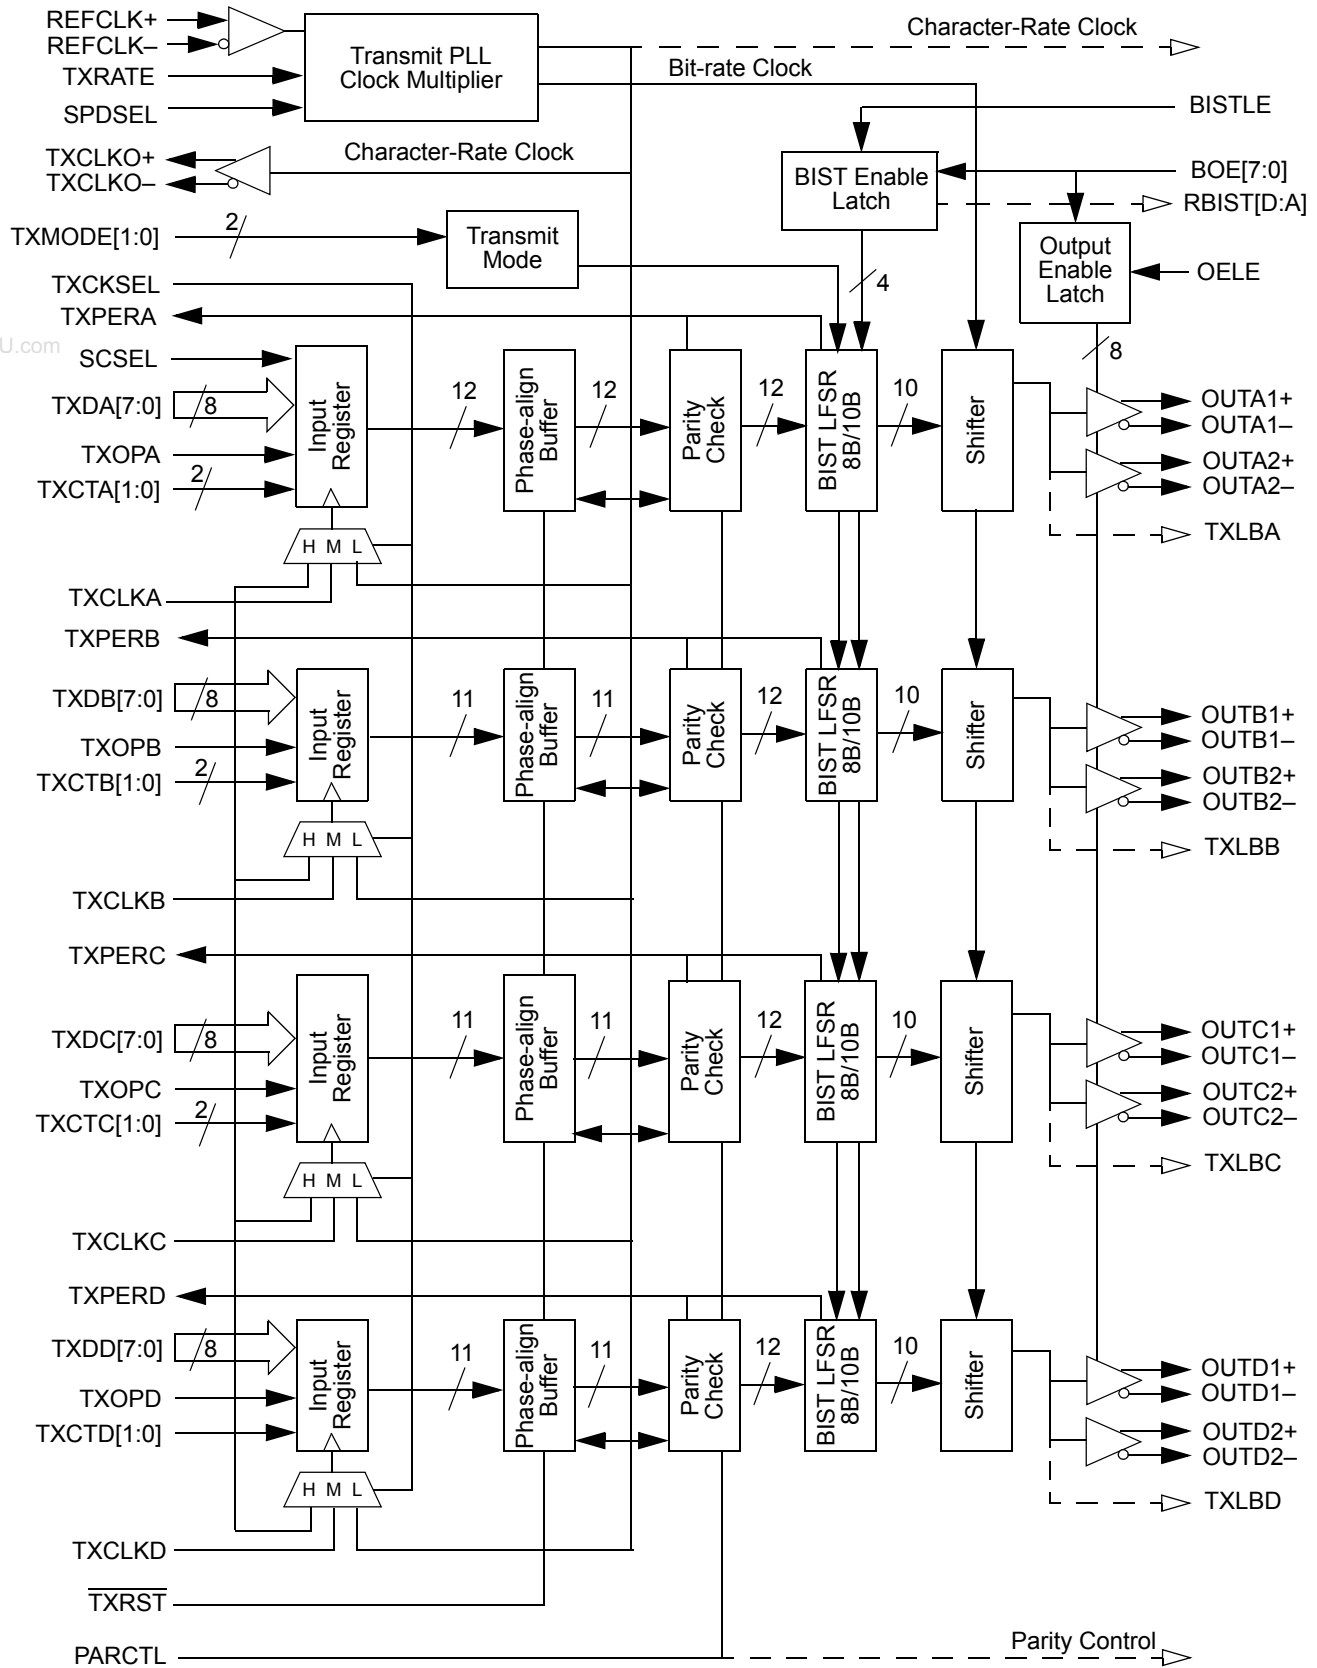 REFCLK+
REFCLK–
TXRATE
SPDSEL
Transmit PLL
Clock Multiplier
Character-Rate Clock
Bit-rate Clock
BISTLE
TXCLKO+
TXCLKO–
Character-Rate Clock
BIST Enable
Latch
BOE[7:0]
RBIST[D:A]
TXMODE[1:0]
2
Transmit
Mode
Output
Enable
Latch
OELE
4
8
TXCKSEL
TXPERA
U.com
SCSEL
TXDA[7:0]
8
TXOPA
TXCTA[1:0]
2
Input
Register
12
Phase-align
Buffer
12
Parity
Check
12
BIST LFSR
8B/10B
10
Shifter
OUTA1+
OUTA1–
OUTA2+
OUTA2–
TXLBA
H M L
TXCLKA
TXPERB
TXDB[7:0]
8
TXOPB
TXCTB[1:0]
2
Input
Register
11
Phase-align
Buffer
11
Parity
Check
12
BIST LFSR
8B/10B
10
Shifter
OUTB1+
OUTB1–
OUTB2+
OUTB2–
TXLBB
H M L
TXCLKB
TXPERC
TXDC[7:0]
8
TXOPC
TXCTC[1:0]
2
Input
Register
11
Phase-align
Buffer
11
Parity
Check
12
BIST LFSR
8B/10B
10
Shifter
OUTC1+
OUTC1–
OUTC2+
OUTC2–
TXLBC
H M L
TXCLKC
TXPERD
TXDD[7:0]
8
TXOPD
TXCTD[1:0]
Input
Register
11
Phase-align
Buffer
11
Parity
Check
12
BIST LFSR
8B/10B
10
Shifter
OUTD1+
OUTD1–
OUTD2+
OUTD2–
TXLBD
H M L
TXCLKD
TXRST
PARCTL
Parity Control